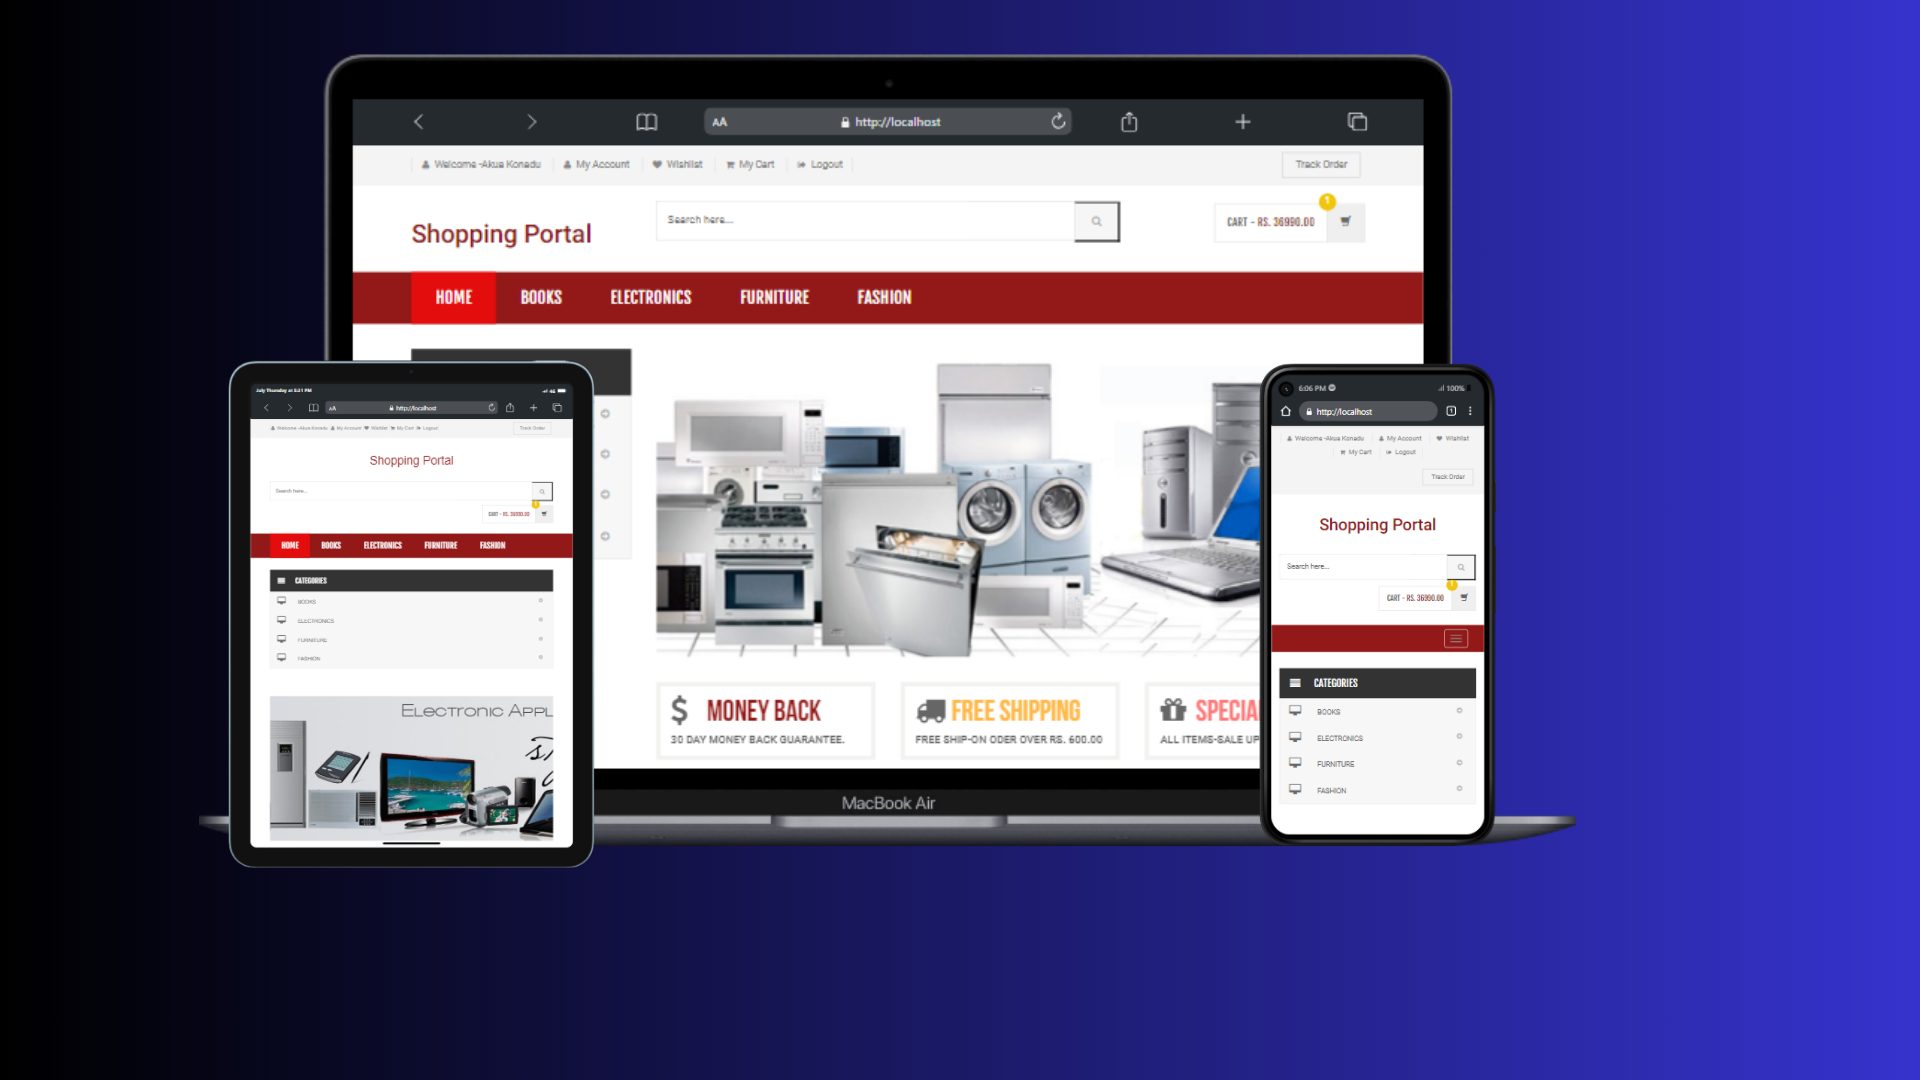 AA http://localhost
Welcome -Akua Konadu My Account Wishlist My Cart Logout Track Order
Shopping Portal
Search here...
1
CART - RS. 36990.00
HOME BOOKS ELECTRONICS FURNITURE FASHION
MONEY BACK
30 DAY MONEY BACK GUARANTEE.
FREE SHIPPING
FREE SHIP-ON ODER OVER RS. 600.00
SPECIA
ALL ITEMS-SALE UP
MacBook Air
July Thursday at 5:31 PM 4G
AA http://localhost
Welcome -Akua Konadu My Account Wishlist My Cart Logout Track Order
Shopping Portal
Search here...
1
CART - RS. 36990.00
HOME BOOKS ELECTRONICS FURNITURE FASHION
CATEGORIES
BOOKS
ELECTRONICS
FURNITURE
FASHION
Electronic Appl
6:06 PM 100%
http://localhost 1
Welcome -Akua Konadu My Account Wishlist
My Cart Logout
Track Order
Shopping Portal
Search here...
1
CART - RS. 36990.00
CATEGORIES
BOOKS
ELECTRONICS
FURNITURE
FASHION